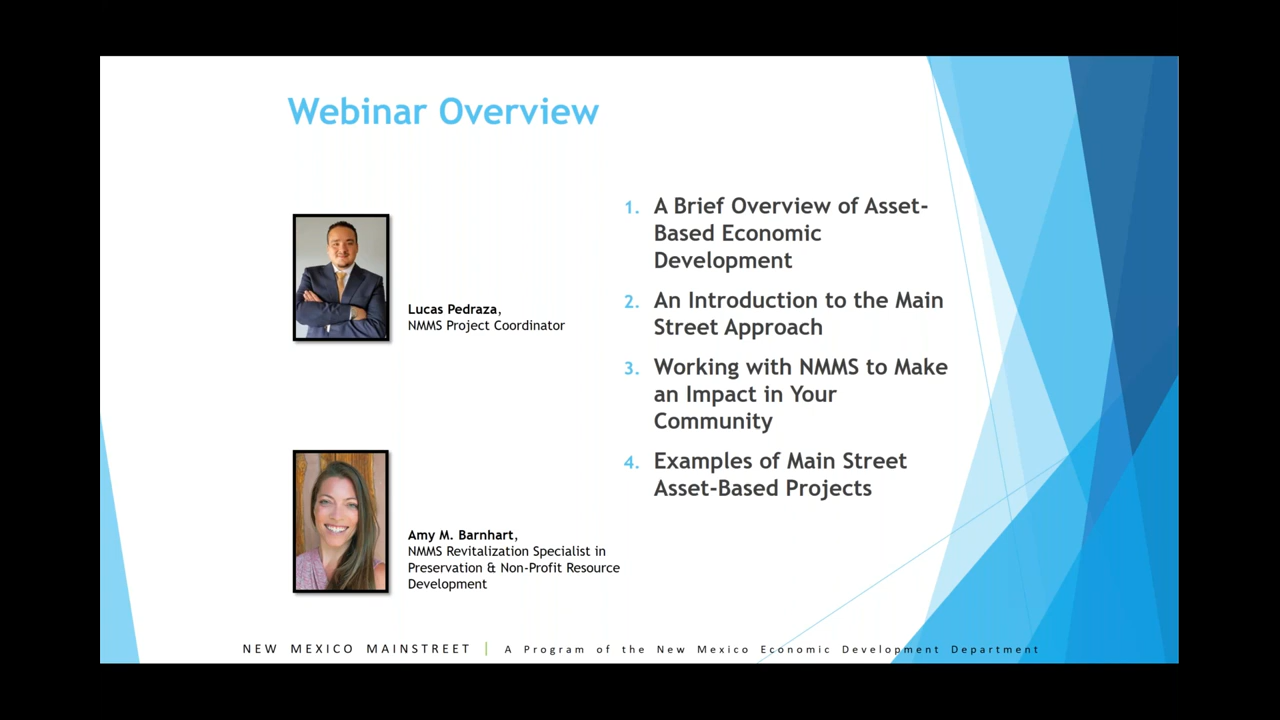 Webinar Overview
Lucas Pedraza,
NMMS Project Coordinator
Amy M. Barnhart,
NMMS Revitalization Specialist in
Preservation & Non-Profit Resource
Development
1. A Brief Overview of Asset-
Based Economic
Development
2. An Introduction to the Main
Street Approach
3. Working with NMMS to Make
an Impact in Your
Community
4. Examples of Main Street
Asset-Based Projects
NEW MEXICO MAINSTREET | A Program of the New Mexico Economic Development Department